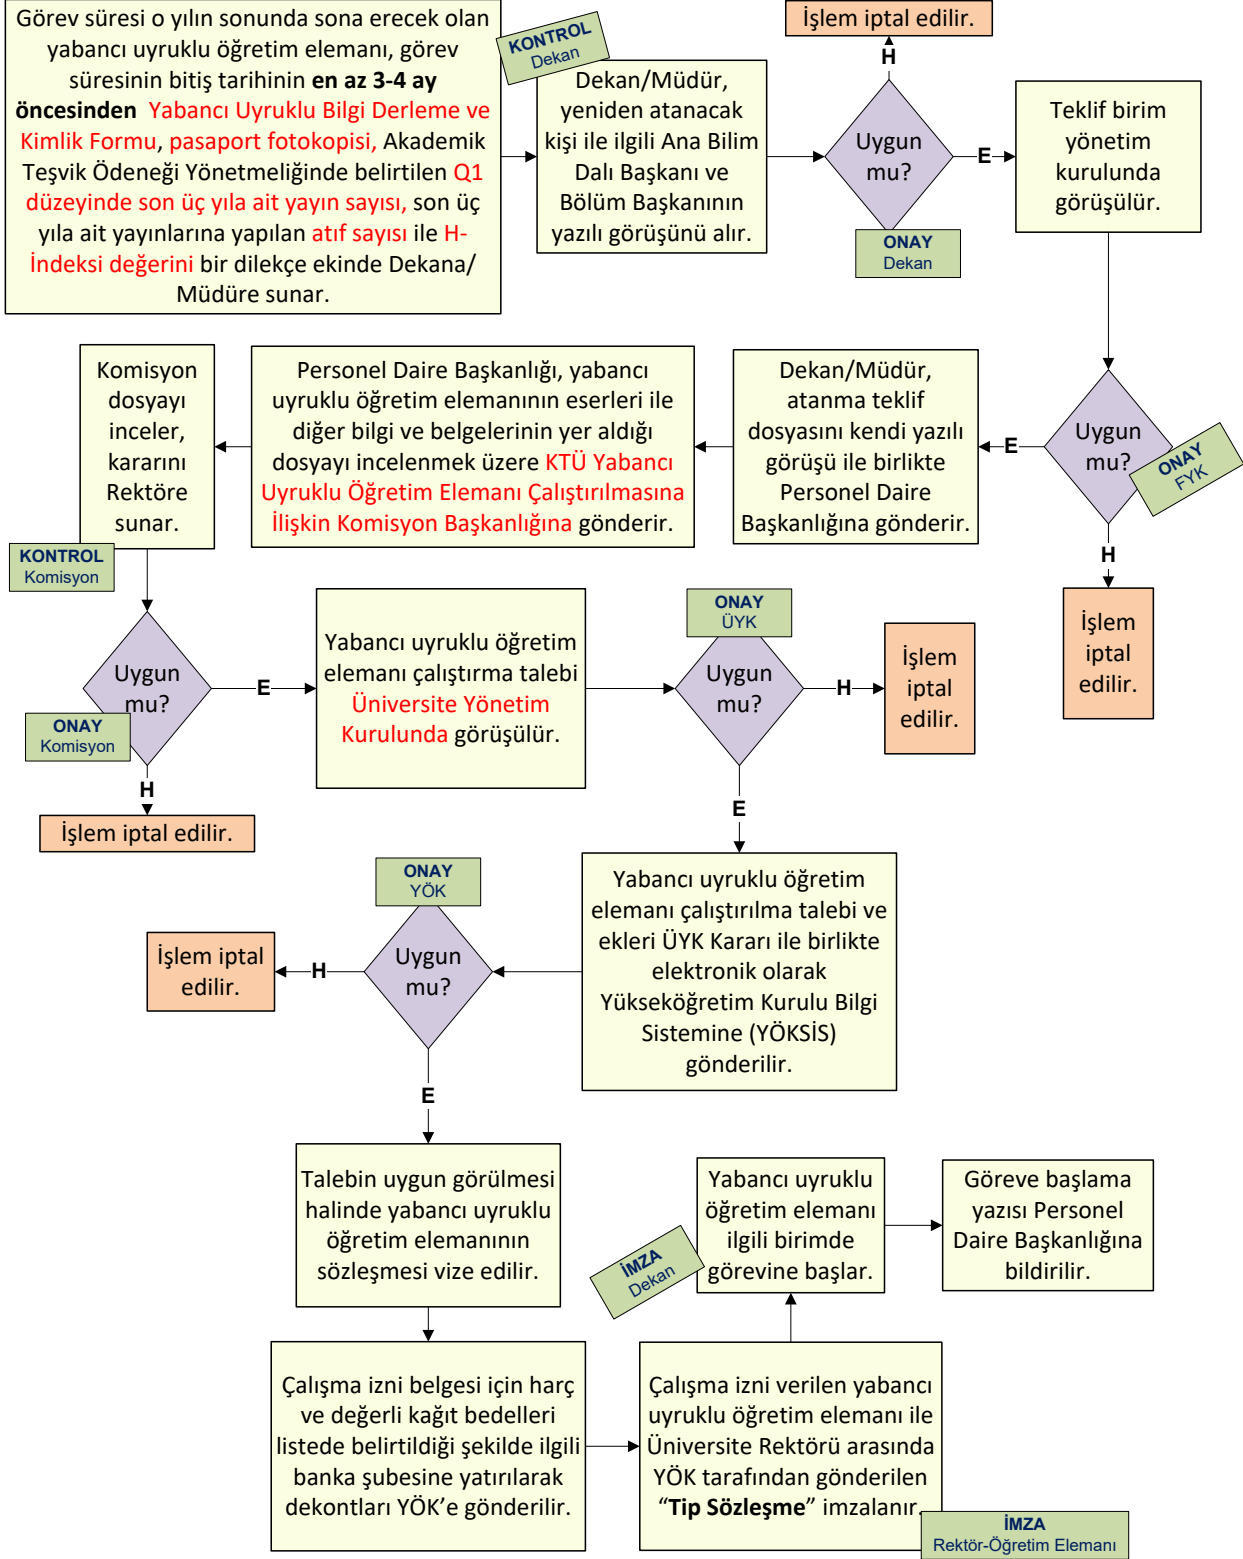 Görev süresi o yılın sonunda sona erecek olan
yabancı uyruklu öğretim elemanı, görev
süresinin bitiş tarihinin en az 3-4 ay
öncesinden Yabancı Uyruklu Bilgi Derleme ve
Kimlik Formu, pasaport fotokopisi, Akademik
Teşvik Ödeneği Yönetmeliğinde belirtilen Q1
düzeyinde son üç yıla ait yayın sayısı, son üç
yıla ait yayınlarına yapılan atıf sayısı ile H-
İndeksi değerini bir dilekçe ekinde Dekana/
Müdüre sunar.
KONTROL
Dekan
Dekan/Müdür,
yeniden atanacak
kişi ile ilgili Ana Bilim
Dalı Başkanı ve
Bölüm Başkanının
yazılı görüşünü alır.
İşlem iptal edilir.
H
Uygun
mu?
ONAY
Dekan
E
Teklif birim
yönetim
kurulunda
görüşülür.
Uygun
mu?
ONAY
FYK
H
İşlem
iptal
edilir.
E
Dekan/Müdür,
atanma teklif
dosyasını kendi yazılı
görüşü ile birlikte
Personel Daire
Başkanlığına gönderir.
Personel Daire Başkanlığı, yabancı
uyruklu öğretim elemanının eserleri ile
diğer bilgi ve belgelerinin yer aldığı
dosyayı incelenmek üzere KTÜ Yabancı
Uyruklu Öğretim Elemanı Çalıştırılmasına
İlişkin Komisyon Başkanlığına gönderir.
Komisyon
dosyayı
inceler,
kararını
Rektöre
sunar.
KONTROL
Komisyon
Uygun
mu?
ONAY
Komisyon
H
İşlem iptal edilir.
E
Yabancı uyruklu öğretim
elemanı çalıştırma talebi
Üniversite Yönetim
Kurulunda görüşülür.
ONAY
ÜYK
Uygun
mu?
H
İşlem
iptal
edilir.
E
Yabancı uyruklu öğretim
elemanı çalıştırılma talebi ve
ekleri ÜYK Kararı ile birlikte
elektronik olarak
Yükseköğretim Kurulu Bilgi
Sistemine (YÖKSİS)
gönderilir.
ONAY
YÖK
Uygun
mu?
H
İşlem iptal
edilir.
E
Talebin uygun görülmesi
halinde yabancı uyruklu
öğretim elemanının
sözleşmesi vize edilir.
Çalışma izni belgesi için harç
ve değerli kağıt bedelleri
listede belirtildiği şekilde ilgili
banka şubesine yatırılarak
dekontları YÖK’e gönderilir.
Çalışma izni verilen yabancı
uyruklu öğretim elemanı ile
Üniversite Rektörü arasında
YÖK tarafından gönderilen
“Tip Sözleşme” imzalanır.
İMZA
Rektör-Öğretim Elemanı
İMZA
Dekan
Yabancı uyruklu
öğretim elemanı
ilgili birimde
görevine başlar.
Göreve başlama
yazısı Personel
Daire Başkanlığına
bildirilir.